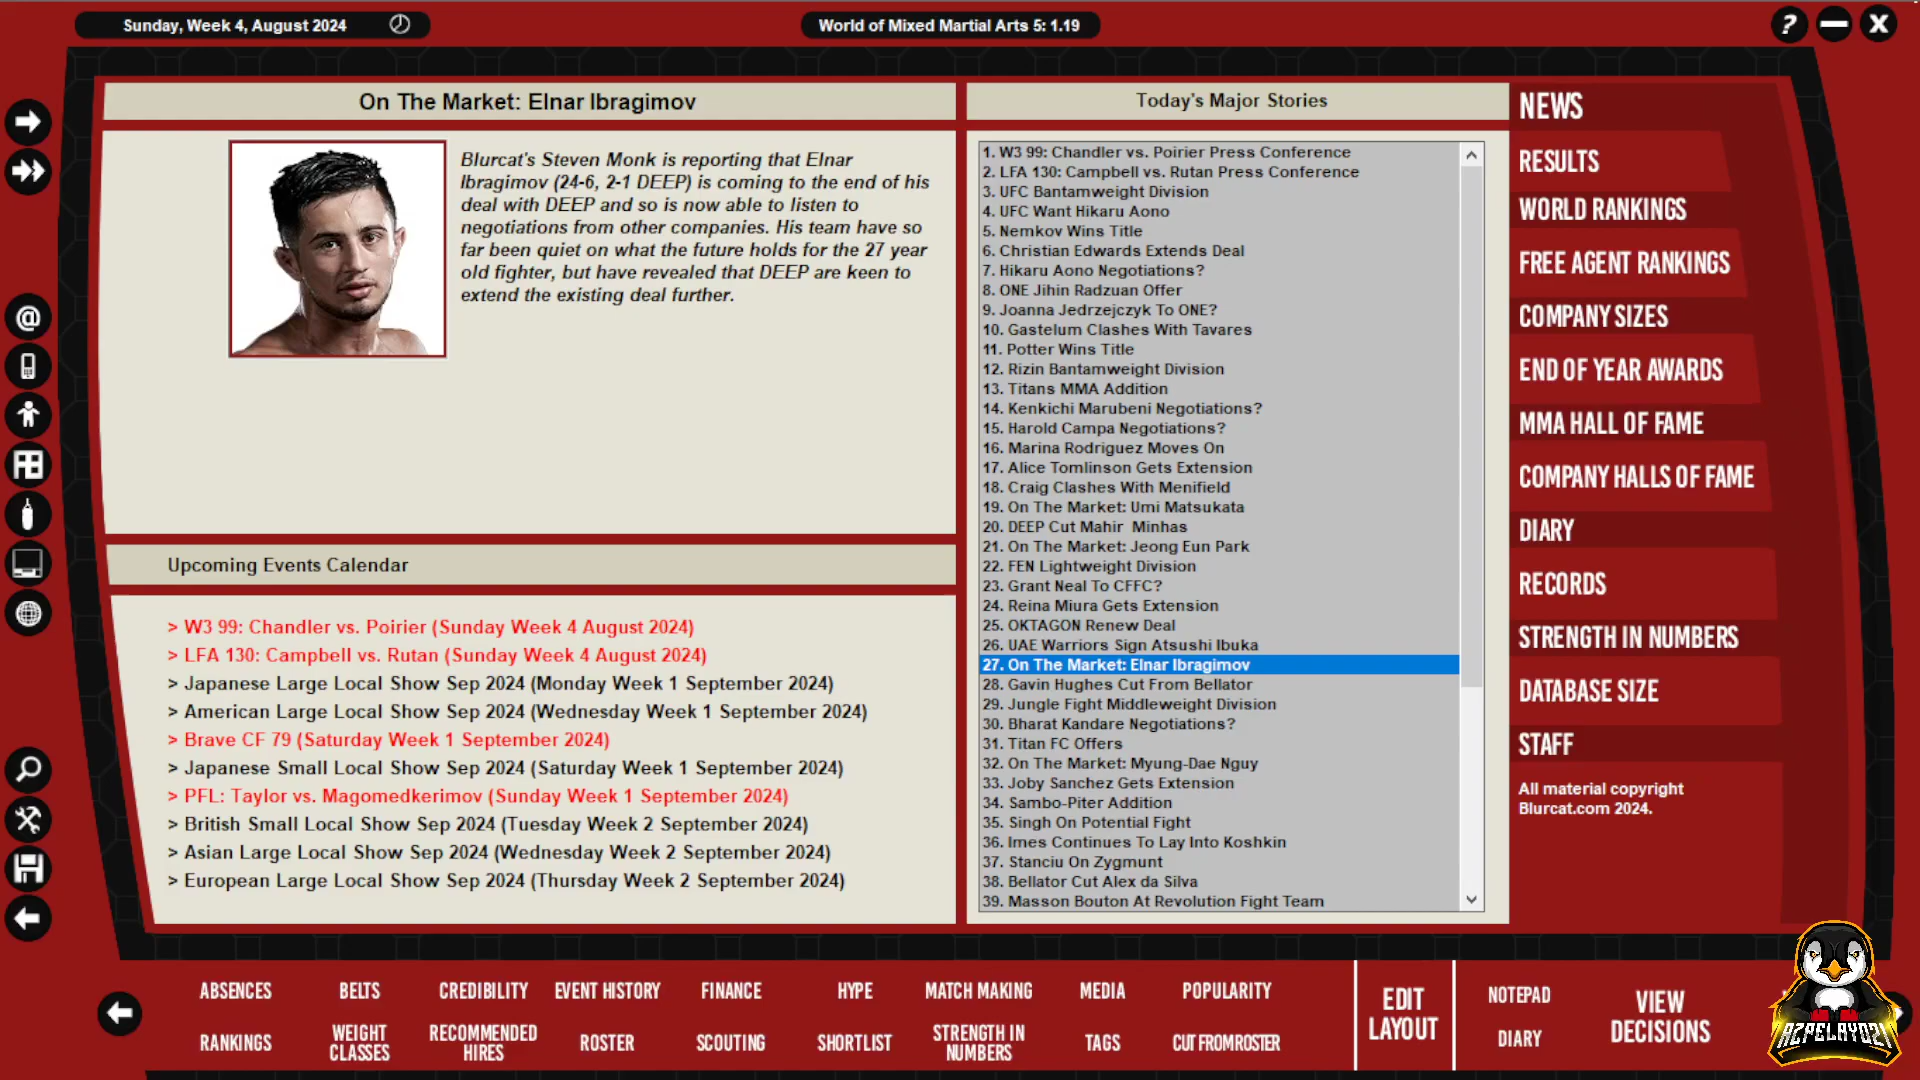 Sunday, Week 4, August 2024
World of Mixed Martial Arts 5: 1.19
?
X
On The Market: Elnar Ibragimov
Blurcat's Steven Monk is reporting that Elnar
Ibragimov (24-6, 2-1 DEEP) is coming to the end of his
deal with DEEP and so is now able to listen to
negotiations from other companies. His team have so
far been quiet on what the future holds for the 27 year
old fighter, but have revealed that DEEP are keen to
extend the existing deal further.
Upcoming Events Calendar
> W3 99: Chandler vs. Poirier (Sunday Week 4 August 2024)
> LFA 130: Campbell vs. Rutan (Sunday Week 4 August 2024)
> Japanese Large Local Show Sep 2024 (Monday Week 1 September 2024)
> American Large Local Show Sep 2024 (Wednesday Week 1 September 2024)
> Brave CF 79 (Saturday Week 1 September 2024)
> Japanese Small Local Show Sep 2024 (Saturday Week 1 September 2024)
> PFL: Taylor vs. Magomedkerimov (Sunday Week 1 September 2024)
> British Small Local Show Sep 2024 (Tuesday Week 2 September 2024)
> Asian Large Local Show Sep 2024 (Wednesday Week 2 September 2024)
> European Large Local Show Sep 2024 (Thursday Week 2 September 2024)
Today's Major Stories
1. W3 99: Chandler vs. Poirier Press Conference
2. LFA 130: Campbell vs. Rutan Press Conference
3. UFC Bantamweight Division
4. UFC Want Hikaru Aono
5. Nemkov Wins Title
6. Christian Edwards Extends Deal
7. Hikaru Aono Negotiations?
8. ONE Jihin Radzuan Offer
9. Joanna Jedrzejczyk To ONE?
10. Gastelum Clashes With Tavares
11. Potter Wins Title
12. Rizin Bantamweight Division
13. Titans MMA Addition
14. Kenkichi Marubeni Negotiations?
15. Harold Campa Negotiations?
16. Marina Rodriguez Moves On
17. Alice Tomlinson Gets Extension
18. Craig Clashes With Menifield
19. On The Market: Umi Matsukata
20. DEEP Cut Mahir Minhas
21. On The Market: Jeong Eun Park
22. FEN Lightweight Division
23. Grant Neal To CFFC?
24. Reina Miura Gets Extension
25. OKTAGON Renew Deal
26. UAE Warriors Sign Atsushi Ibuka
27. On The Market: Elnar Ibragimov
28. Gavin Hughes Cut From Bellator
29. Jungle Fight Middleweight Division
30. Bharat Kandare Negotiations?
31. Titan FC Offers
32. On The Market: Myung-Dae Nguy
33. Joby Sanchez Gets Extension
34. Sambo-Piter Addition
35. Singh On Potential Fight
36. Imes Continues To Lay Into Koshkin
37. Stanciu On Zygmunt
38. Bellator Cut Alex da Silva
39. Masson Bouton At Revolution Fight Team
NEWS
RESULTS
WORLD RANKINGS
FREE AGENT RANKINGS
COMPANY SIZES
END OF YEAR AWARDS
MMA HALL OF FAME
COMPANY HALLS OF FAME
DIARY
RECORDS
STRENGTH IN NUMBERS
DATABASE SIZE
STAFF
All material copyright
Blurcat.com 2024.
@
ABSENCES
BELTS
CREDIBILITY
EVENT HISTORY
FINANCE
HYPE
MATCH MAKING
MEDIA
POPULARITY
RANKINGS
WEIGHT
CLASSES
RECOMMENDED
HIRES
ROSTER
SCOUTING
SHORTLIST
STRENGTH IN
NUMBERS
TAGS
CUT FROM ROSTER
EDIT
LAYOUT
NOTEPAD
DIARY
VIEW
DECISIONS
AZPELAYO21